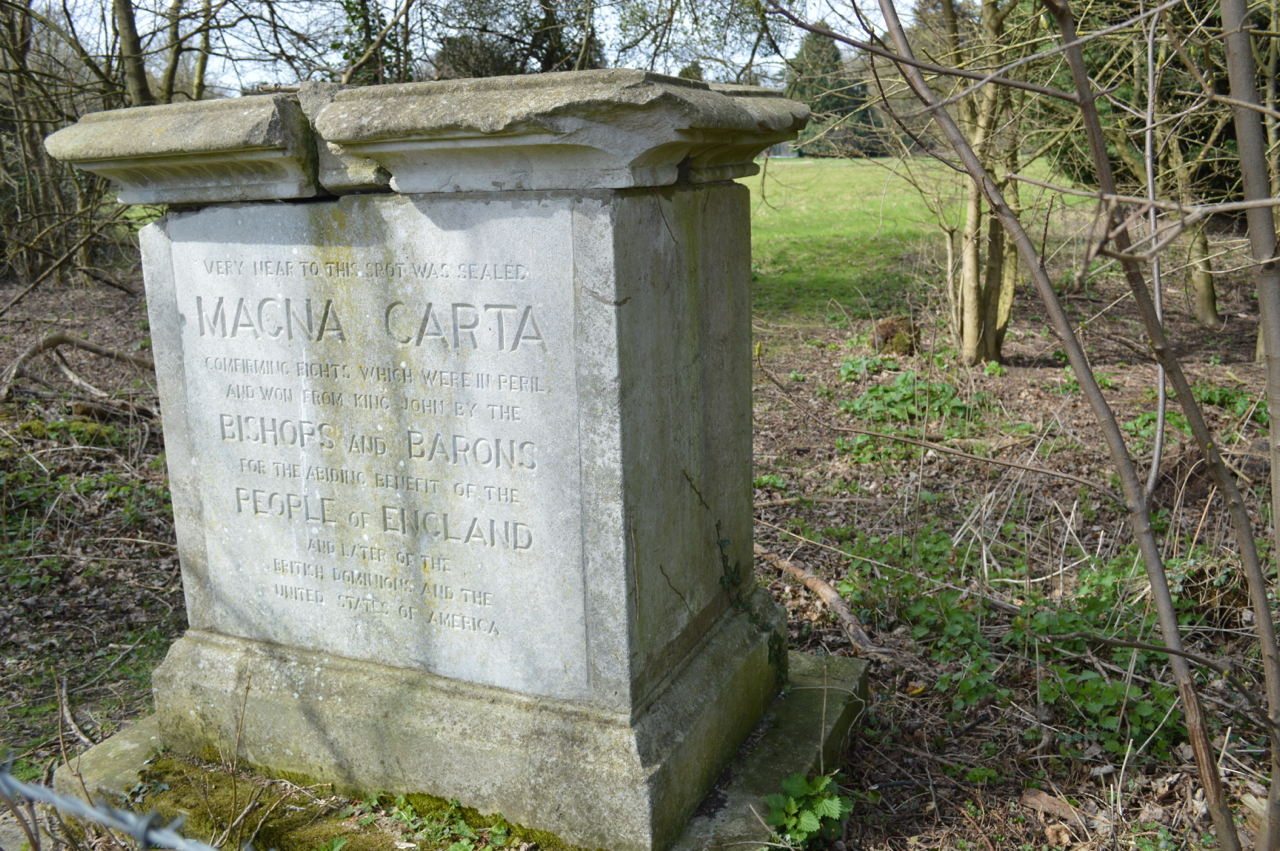 VERY NEAR TO THIS SPOT WAS SEALED
MAGNA CARTA
CONFIRMING RIGHTS WHICH WERE IN PERIL
AND WON FROM KING JOHN BY THE
BISHOPS AND BARONS
FOR THE ABIDING BENEFIT OF THE
PEOPLE OF ENGLAND
AND LATER OF THE
BRITISH DOMINIONS AND THE
UNITED STATES OF AMERICA